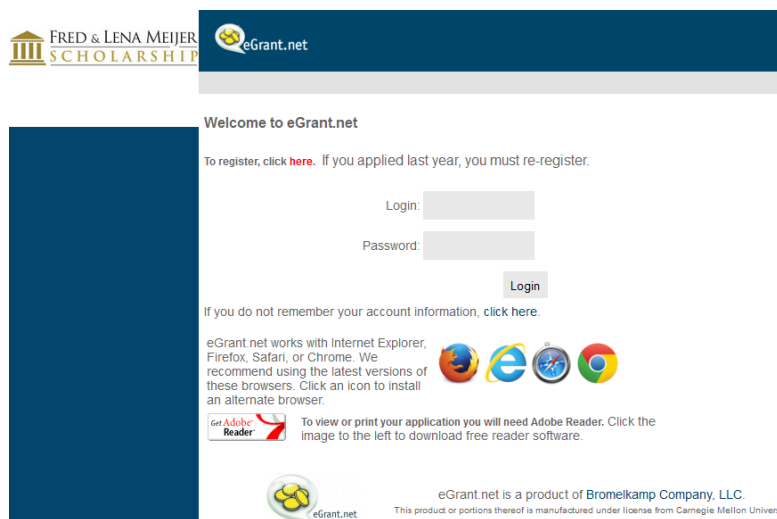 FRED & LENA MEIJER
SCHOLARSHIP
eGrant.net
Welcome to eGrant.net
To register, click here. If you applied last year, you must re-register.
Login:
Password:
Login
If you do not remember your account information, click here.
eGrant.net works with Internet Explorer,
Firefox, Safari, or Chrome. We
recommend using the latest versions of
these browsers. Click an icon to install
an alternate browser.
Get Adobe®
Reader®
To view or print your application you will need Adobe Reader. Click the
image to the left to download free reader software.
eGrant.net
eGrant.net is a product of Bromelkamp Company, LLC.
This product or portions thereof is manufactured under license from Carnegie Mellon Univer